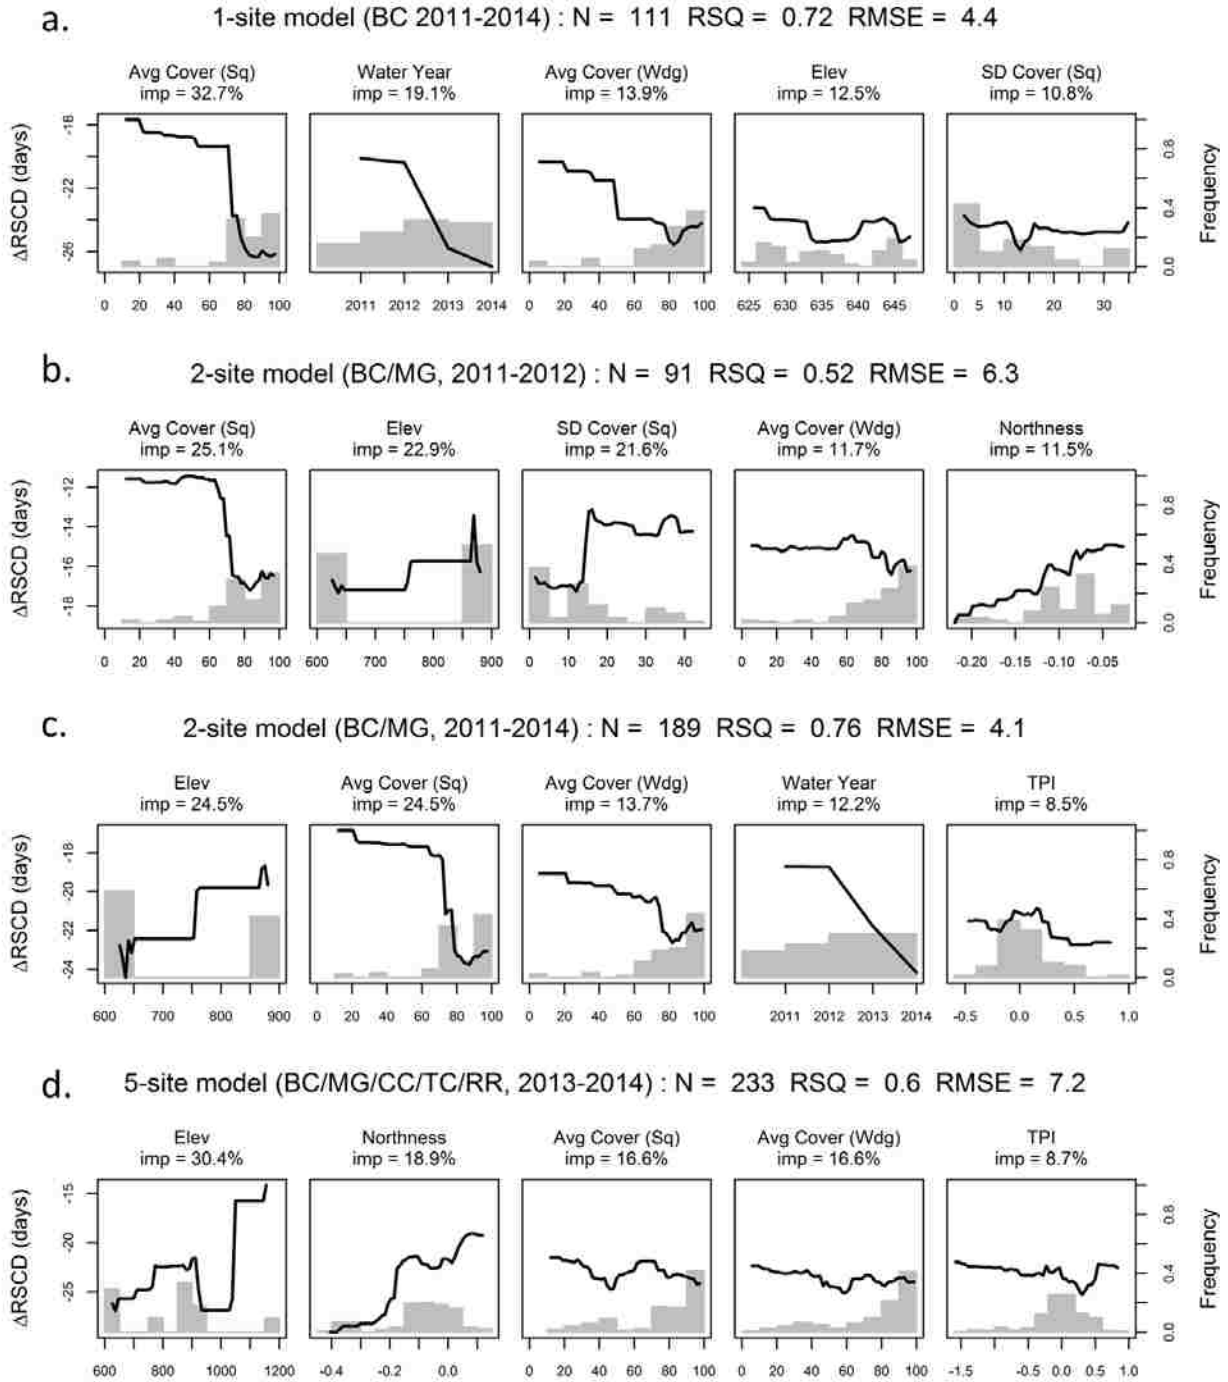 a. 1-site model (BC 2011-2014) : N = 111 RSQ = 0.72 RMSE = 4.4
Avg Cover (Sq) Water Year Avg Cover (Wdg) Elev SD Cover (Sq)
imp = 32.7% imp = 19.1% imp = 13.9% imp = 12.5% imp = 10.8%
ΔRSCD (days)
-18 -22 -26
Frequency
0.8 0.4 0.0
0 20 40 60 80 100 2011 2012 2013 2014 0 20 40 60 80 100 625 630 635 640 645 0 5 10 20 30
b. 2-site model (BC/MG, 2011-2012) : N = 91 RSQ = 0.52 RMSE = 6.3
Avg Cover (Sq) Elev SD Cover (Sq) Avg Cover (Wdg) Northness
imp = 25.1% imp = 22.9% imp = 21.6% imp = 11.7% imp = 11.5%
ΔRSCD (days)
-12 -14 -16 -18
Frequency
0.8 0.4 0.0
0 20 40 60 80 100 600 700 800 900 0 10 20 30 40 0 20 40 60 80 100 -0.20 -0.15 -0.10 -0.05
c. 2-site model (BC/MG, 2011-2014) : N = 189 RSQ = 0.76 RMSE = 4.1
Elev Avg Cover (Sq) Avg Cover (Wdg) Water Year TPI
imp = 24.5% imp = 24.5% imp = 13.7% imp = 12.2% imp = 8.5%
ΔRSCD (days)
-18 -20 -22 -24
Frequency
0.8 0.4 0.0
600 700 800 900 0 20 40 60 80 100 0 20 40 60 80 100 2011 2012 2013 2014 -0.5 0.0 0.5 1.0
d. 5-site model (BC/MG/CC/TC/RR, 2013-2014) : N = 233 RSQ = 0.6 RMSE = 7.2
Elev Northness Avg Cover (Sq) Avg Cover (Wdg) TPI
imp = 30.4% imp = 18.9% imp = 16.6% imp = 16.6% imp = 8.7%
ΔRSCD (days)
-15 -20 -25
Frequency
0.8 0.4 0.0
600 800 1000 1200 -0.4 -0.2 0.0 0 20 40 60 80 100 0 20 40 60 80 100 -1.5 -0.5 0.0 0.5 1.0